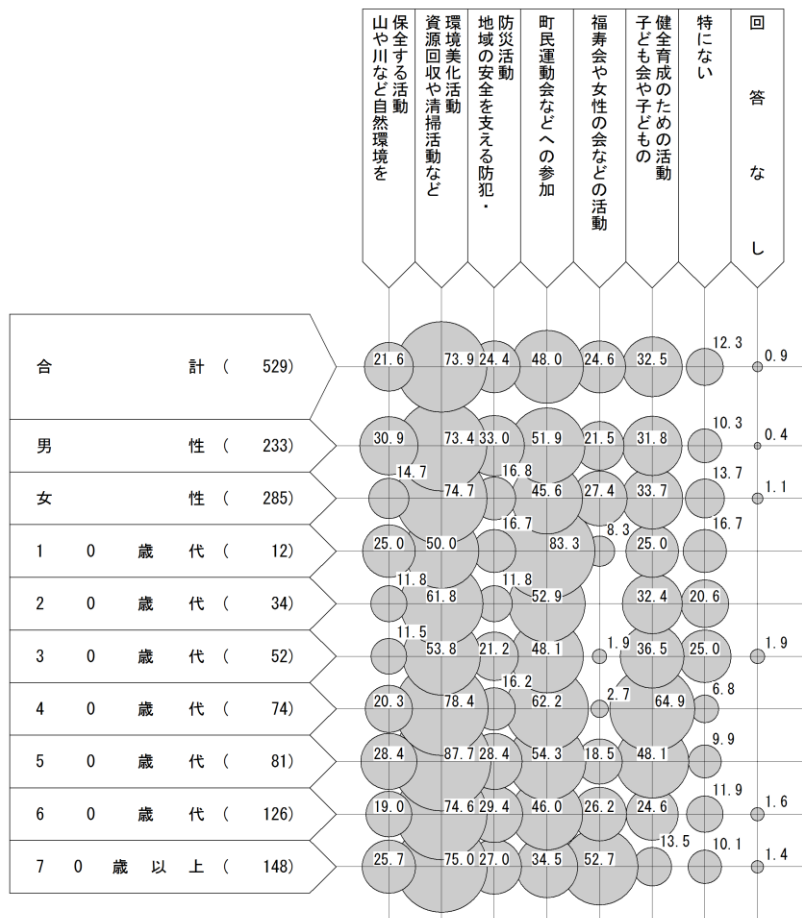 山や川など自然環境を
保全する活動
資源回収や清掃活動など
環境美化活動
地域の安全を支える防犯・
防災活動
町民運動会などへの参加
福寿会や女性の会などの活動
子ども会や子どもの
健全育成のための活動
特にない
回答なし
合計( 529)
21.6 73.9 24.4 48.0 24.6 32.5 12.3 0.9
男性( 233)
30.9 73.4 33.0 51.9 21.5 31.8 10.3 0.4
女性( 285)
14.7 74.7 16.8 45.6 27.4 33.7 13.7 1.1
10歳代( 12)
25.0 50.0 16.7 83.3 8.3 25.0 16.7
20歳代( 34)
11.8 61.8 11.8 52.9 32.4 20.6
30歳代( 52)
11.5 53.8 21.2 48.1 1.9 36.5 25.0 1.9
40歳代( 74)
20.3 78.4 16.2 62.2 2.7 64.9 6.8
50歳代( 81)
28.4 87.7 28.4 54.3 18.5 48.1 9.9
60歳代( 126)
19.0 74.6 29.4 46.0 26.2 24.6 11.9 1.6
70歳以上( 148)
25.7 75.0 27.0 34.5 52.7 13.5 10.1 1.4